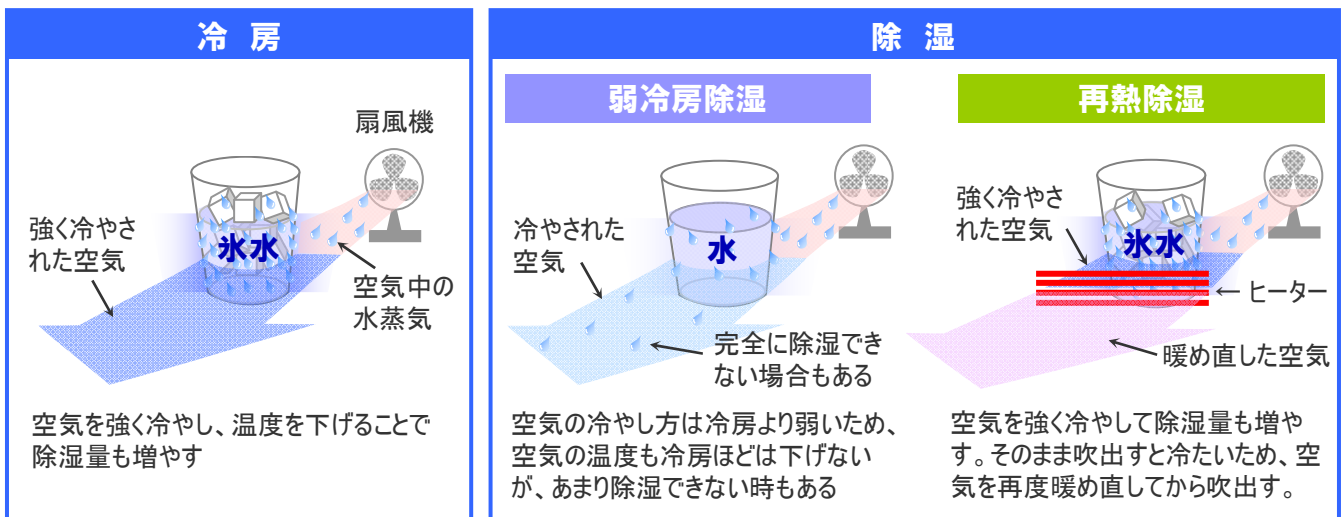 冷 房
扇風機
強く冷やさ
れた空気
氷水
空気中の
水蒸気
空気を強く冷やし、温度を下げることで
除湿量も増やす
除 湿
弱冷房除湿
冷やされた
空気
水
完全に除湿でき
ない場合もある
空気の冷やし方は冷房より弱いため、
空気の温度も冷房ほどは下げない
が、あまり除湿できない時もある
再熱除湿
強く冷やさ
れた空気
氷水
ヒーター
暖め直した空気
空気を強く冷やして除湿量も増や
す。そのまま吹出すと冷たいため、空
気を再度暖め直してから吹出す。